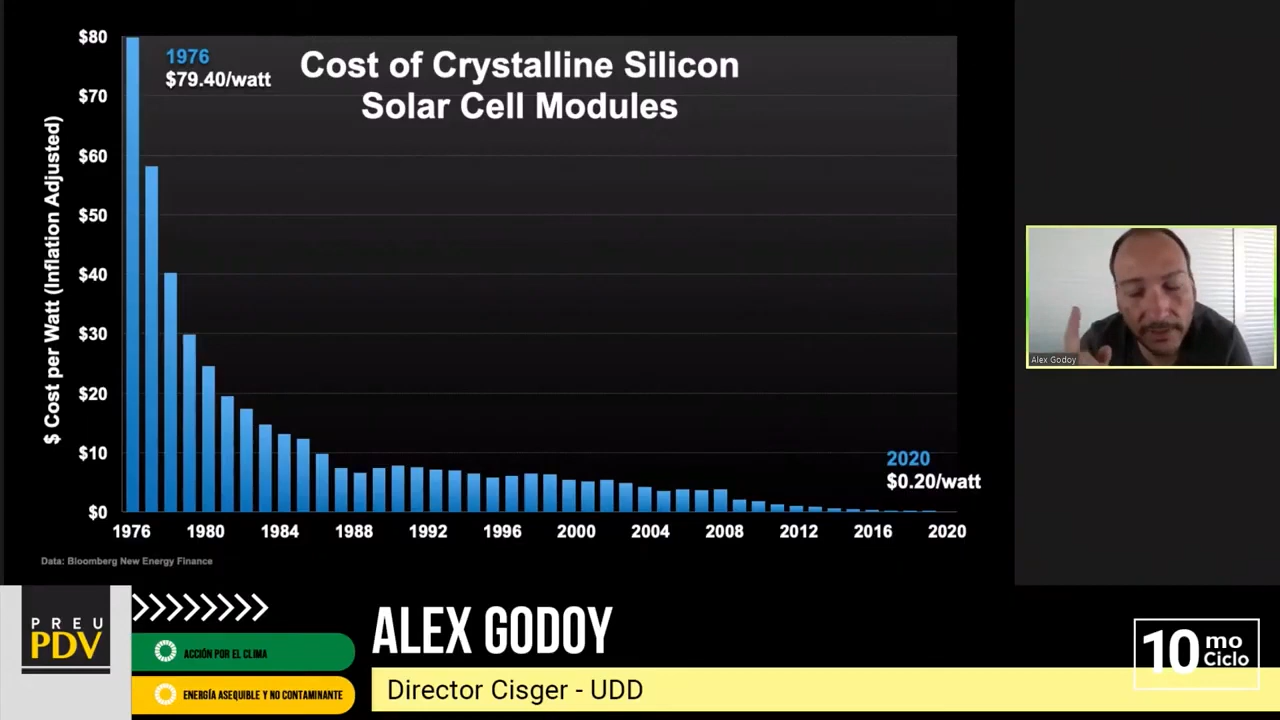 $80
$70
$60
$50
$40
$30
$20
$10
$0
$ Cost per Watt (Inflation Adjusted)
1976
$79.40/watt
Cost of Crystalline Silicon
Solar Cell Modules
2020
$0.20/watt
1976 1980 1984 1988 1992 1996 2000 2004 2008 2012 2016 2020
Data: Bloomberg New Energy Finance
Alex Godoy
PREU
PDV
ACCIÓN POR EL CLIMA
ENERGÍA ASEQUIBLE Y NO CONTAMINANTE
ALEX GODOY
Director Cisger - UDD
10 mo
Ciclo